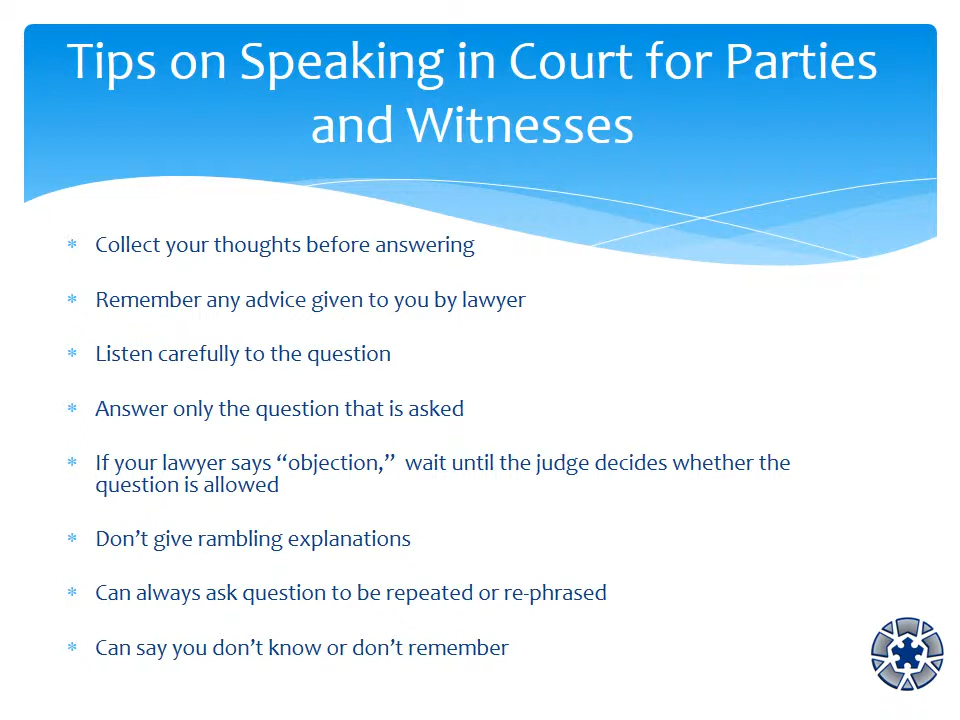 Tips on Speaking in Court for Parties
and Witnesses
* Collect your thoughts before answering
* Remember any advice given to you by lawyer
* Listen carefully to the question
* Answer only the question that is asked
* If your lawyer says “objection,”  wait until the judge decides whether the
question is allowed
* Don’t give rambling explanations
* Can always ask question to be repeated or re-phrased
* Can say you don’t know or don’t remember